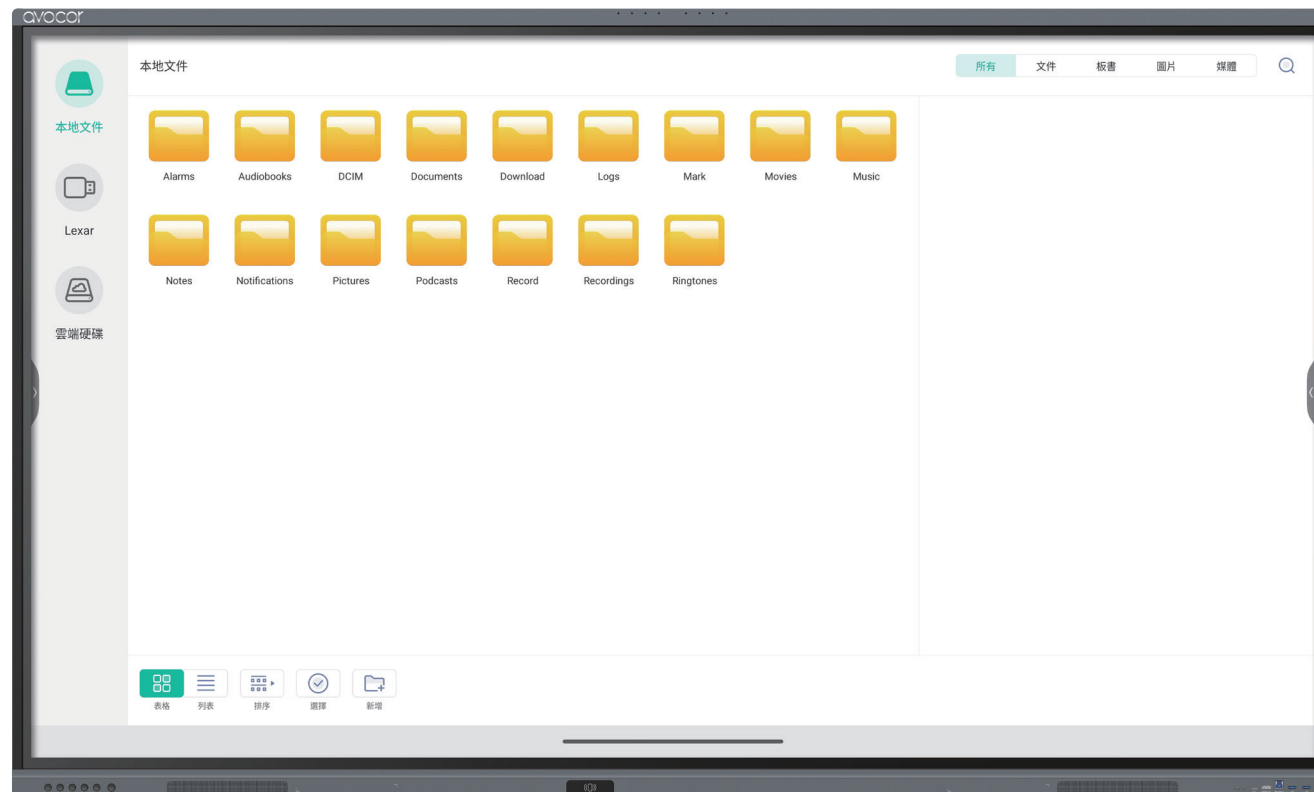 avocor
本地文件
所有 文件 板書 圖片 媒體
本地文件
Lexar
雲端硬碟
Alarms Audiobooks DCIM Documents Download Logs Mark Movies Music
Notes Notifications Pictures Podcasts Record Recordings Ringtones
表格 列表 排序 選擇 新增